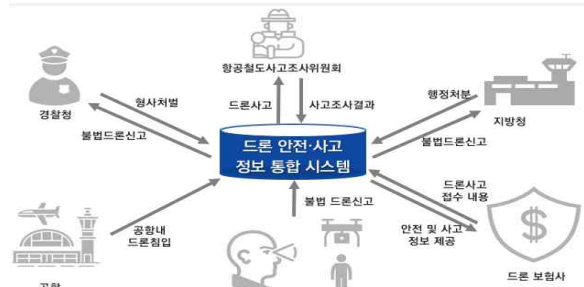 항공철도사고조사위원회
경찰청
형사처벌
불법드론신고
드론사고
사고조사결과
행정처분
지방청
불법드론신고
드론 안전·사고
정보 통합 시스템
공항내
드론침입
불법 드론신고
드론사고
접수 내용
안전 및 사고
정보 제공
드론 보험사
공항